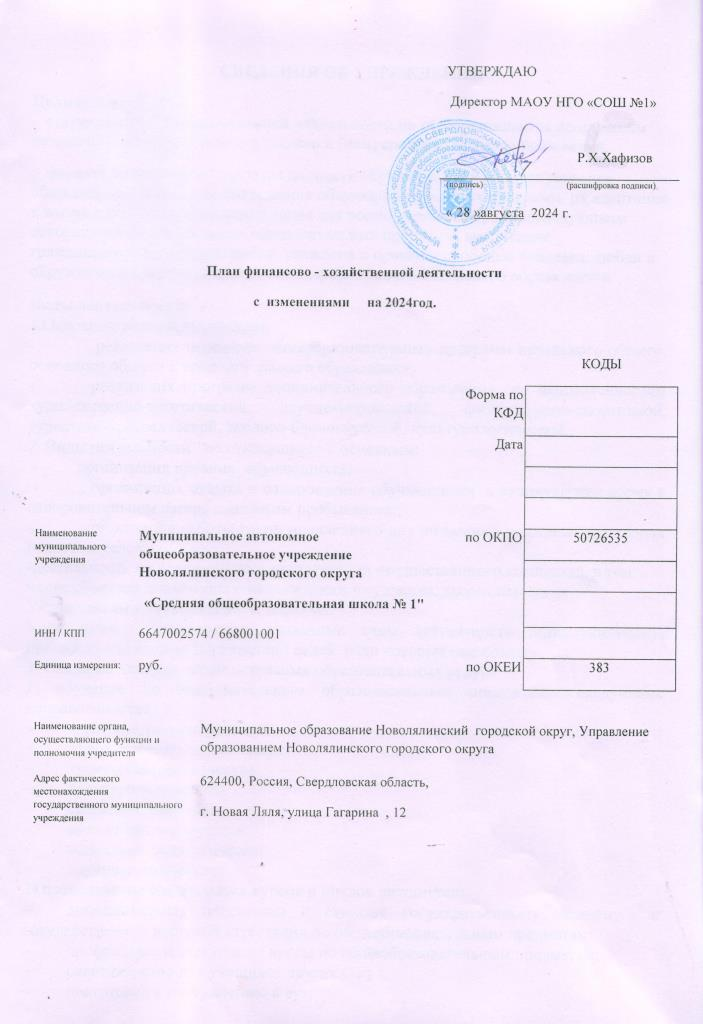 УТВЕРЖДАЮ
Директор МАОУ НГО «СОШ №1»
Р.Х.Хафизов
(подпись) (расшифровка подписи)
« 28 »августа 2024 г.
План финансово - хозяйственной деятельности
с изменениями на 2024год.
КОДЫ
Форма по
КФД
Дата
Наименование
муниципального
учреждения
Муниципальное автономное
общеобразовательное учреждение
Новолялинского городского округа
«Средняя общеобразовательная школа № 1"
по ОКПО 50726535
ИНН / КПП 6647002574 / 668001001
Единица измерения: руб. по ОКЕИ 383
Наименование органа,
осуществляющего функции и
полномочия учредителя
Муниципальное образование Новолялинский городской округ, Управление
образованием Новолялинского городского округа
Адрес фактического
местонахождения
государственного муниципального
учреждения
624400, Россия, Свердловская область,
г. Новая Ляля, улица Гагарина , 12